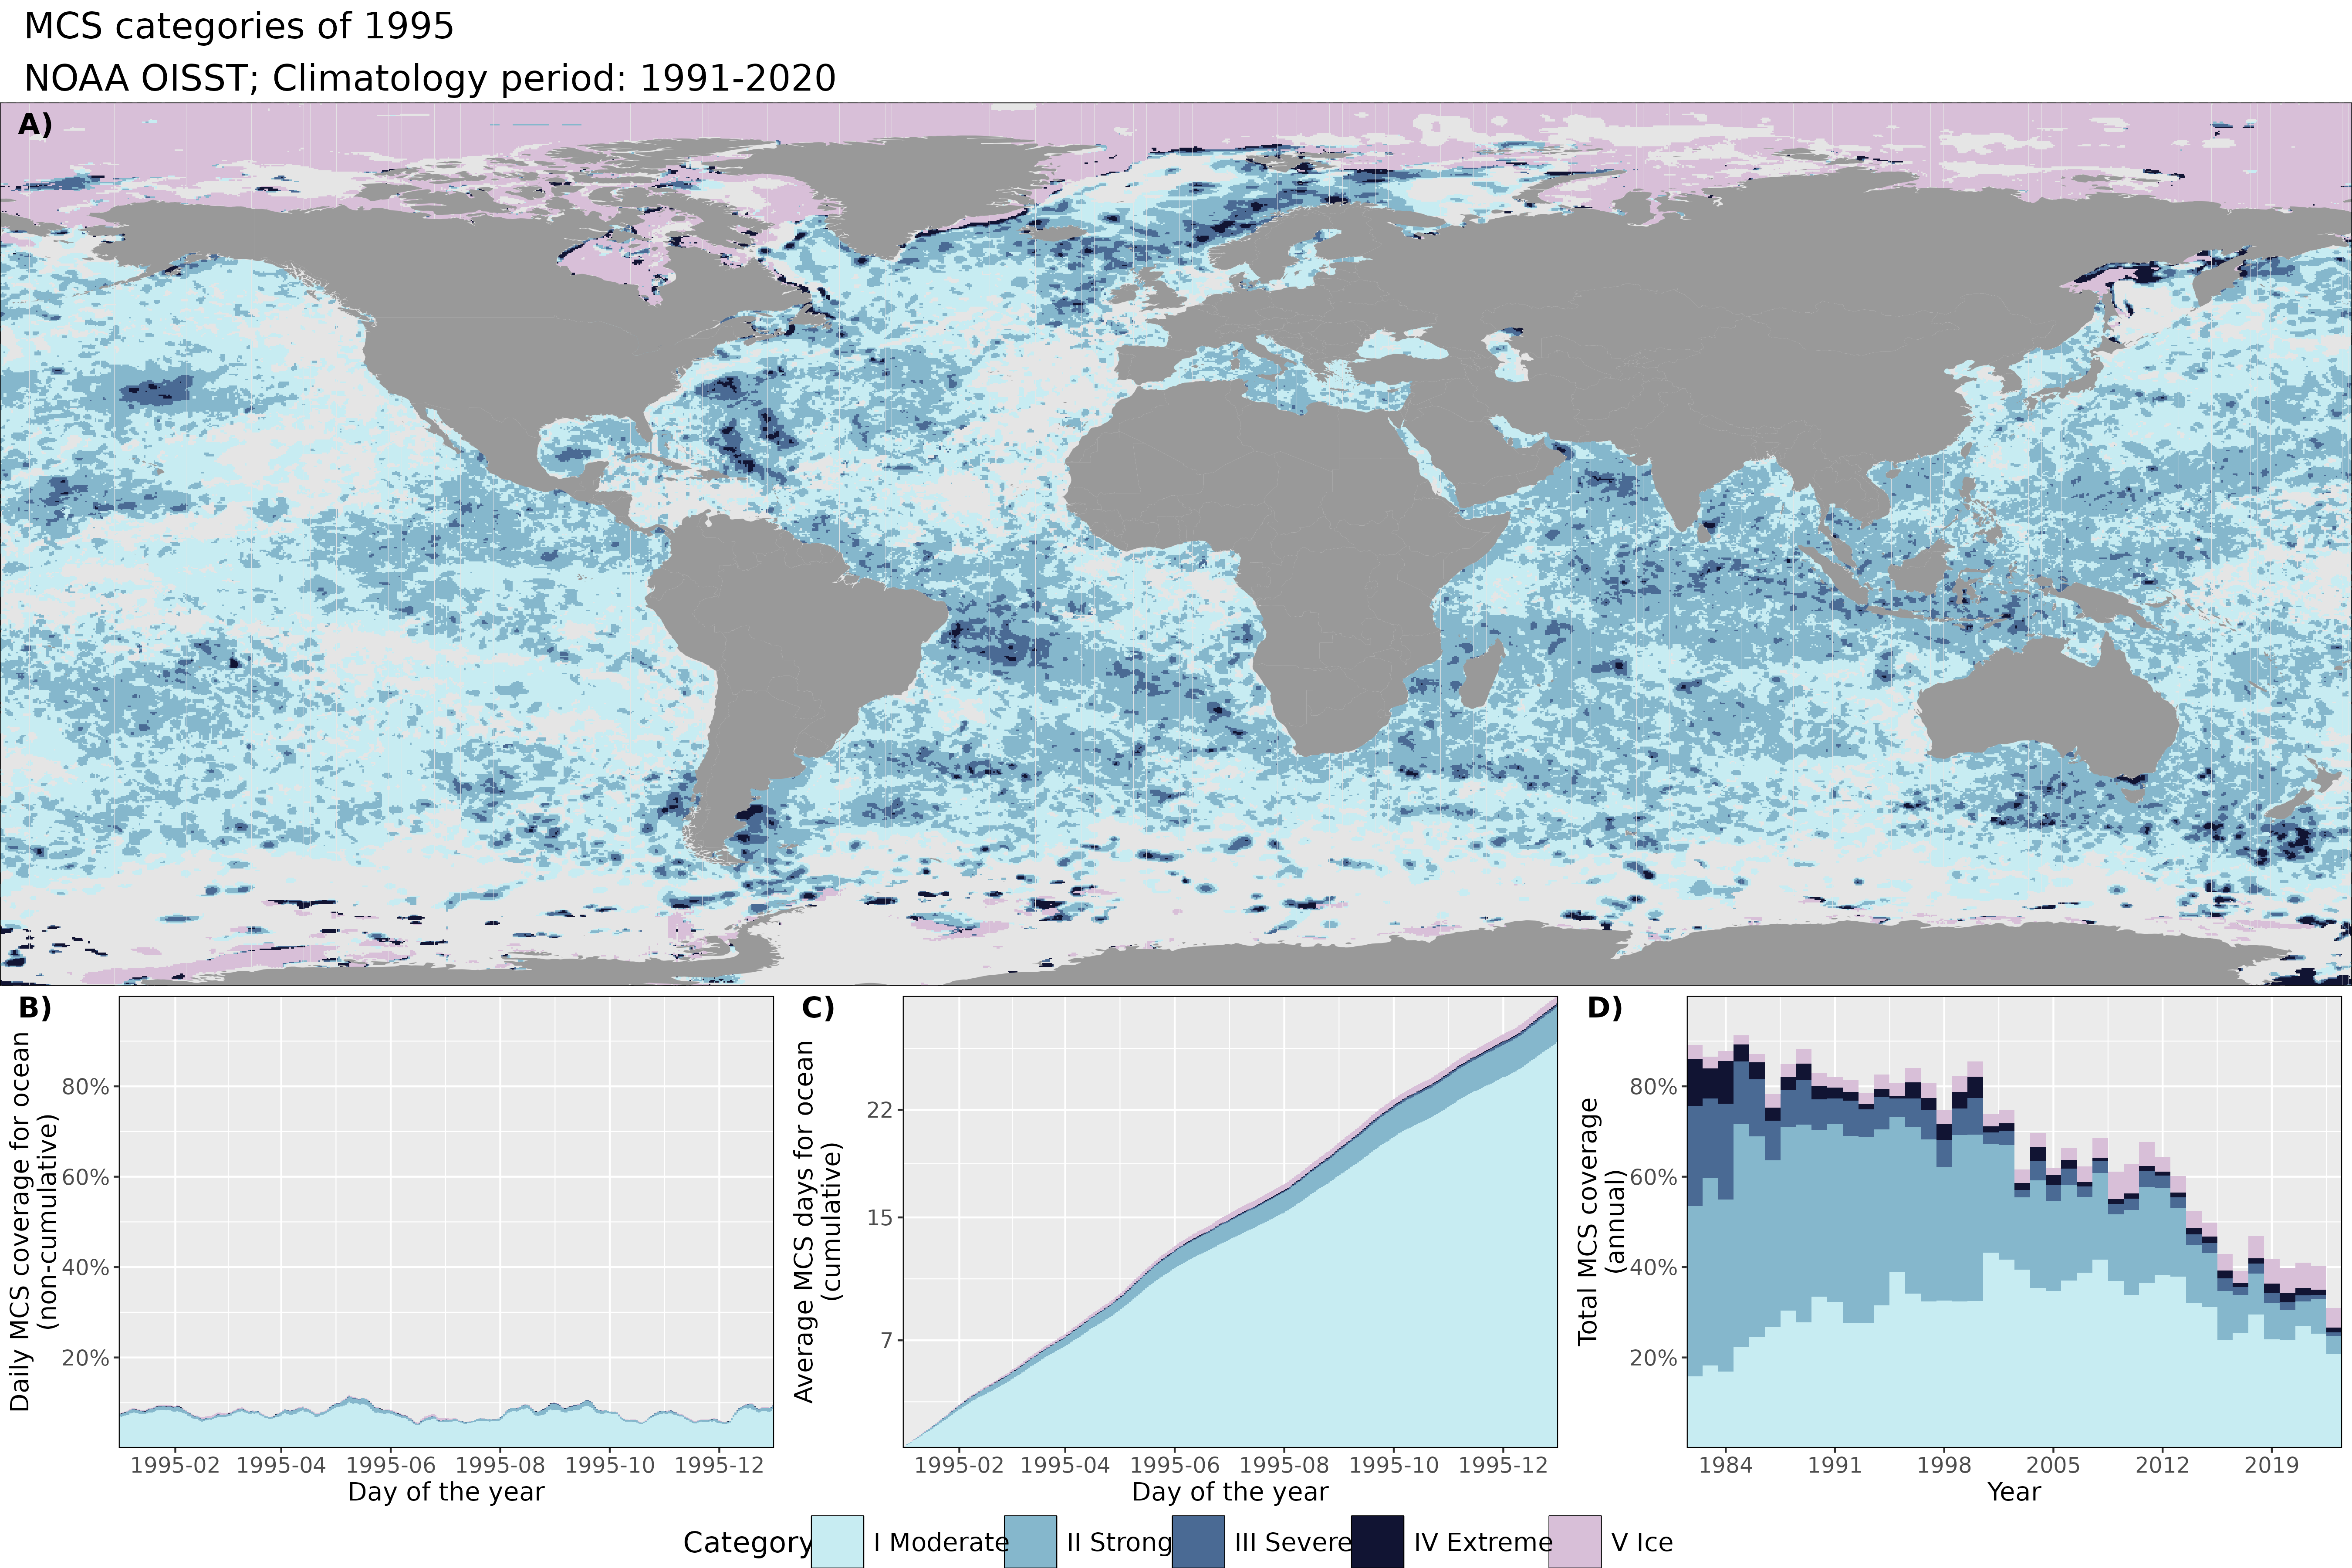 MCS categories of 1995
NOAA OISST; Climatology period: 1991-2020
A)
B)
Daily MCS coverage for ocean
(non-cumulative)
80%
60%
40%
20%
1995-02 1995-04 1995-06 1995-08 1995-10 1995-12
Day of the year
C)
Average MCS days for ocean
(cumulative)
22
15
7
1995-02 1995-04 1995-06 1995-08 1995-10 1995-12
Day of the year
D)
Total MCS coverage
(annual)
80%
60%
40%
20%
1984 1991 1998 2005 2012 2019
Year
Category I Moderate II Strong III Severe IV Extreme V Ice